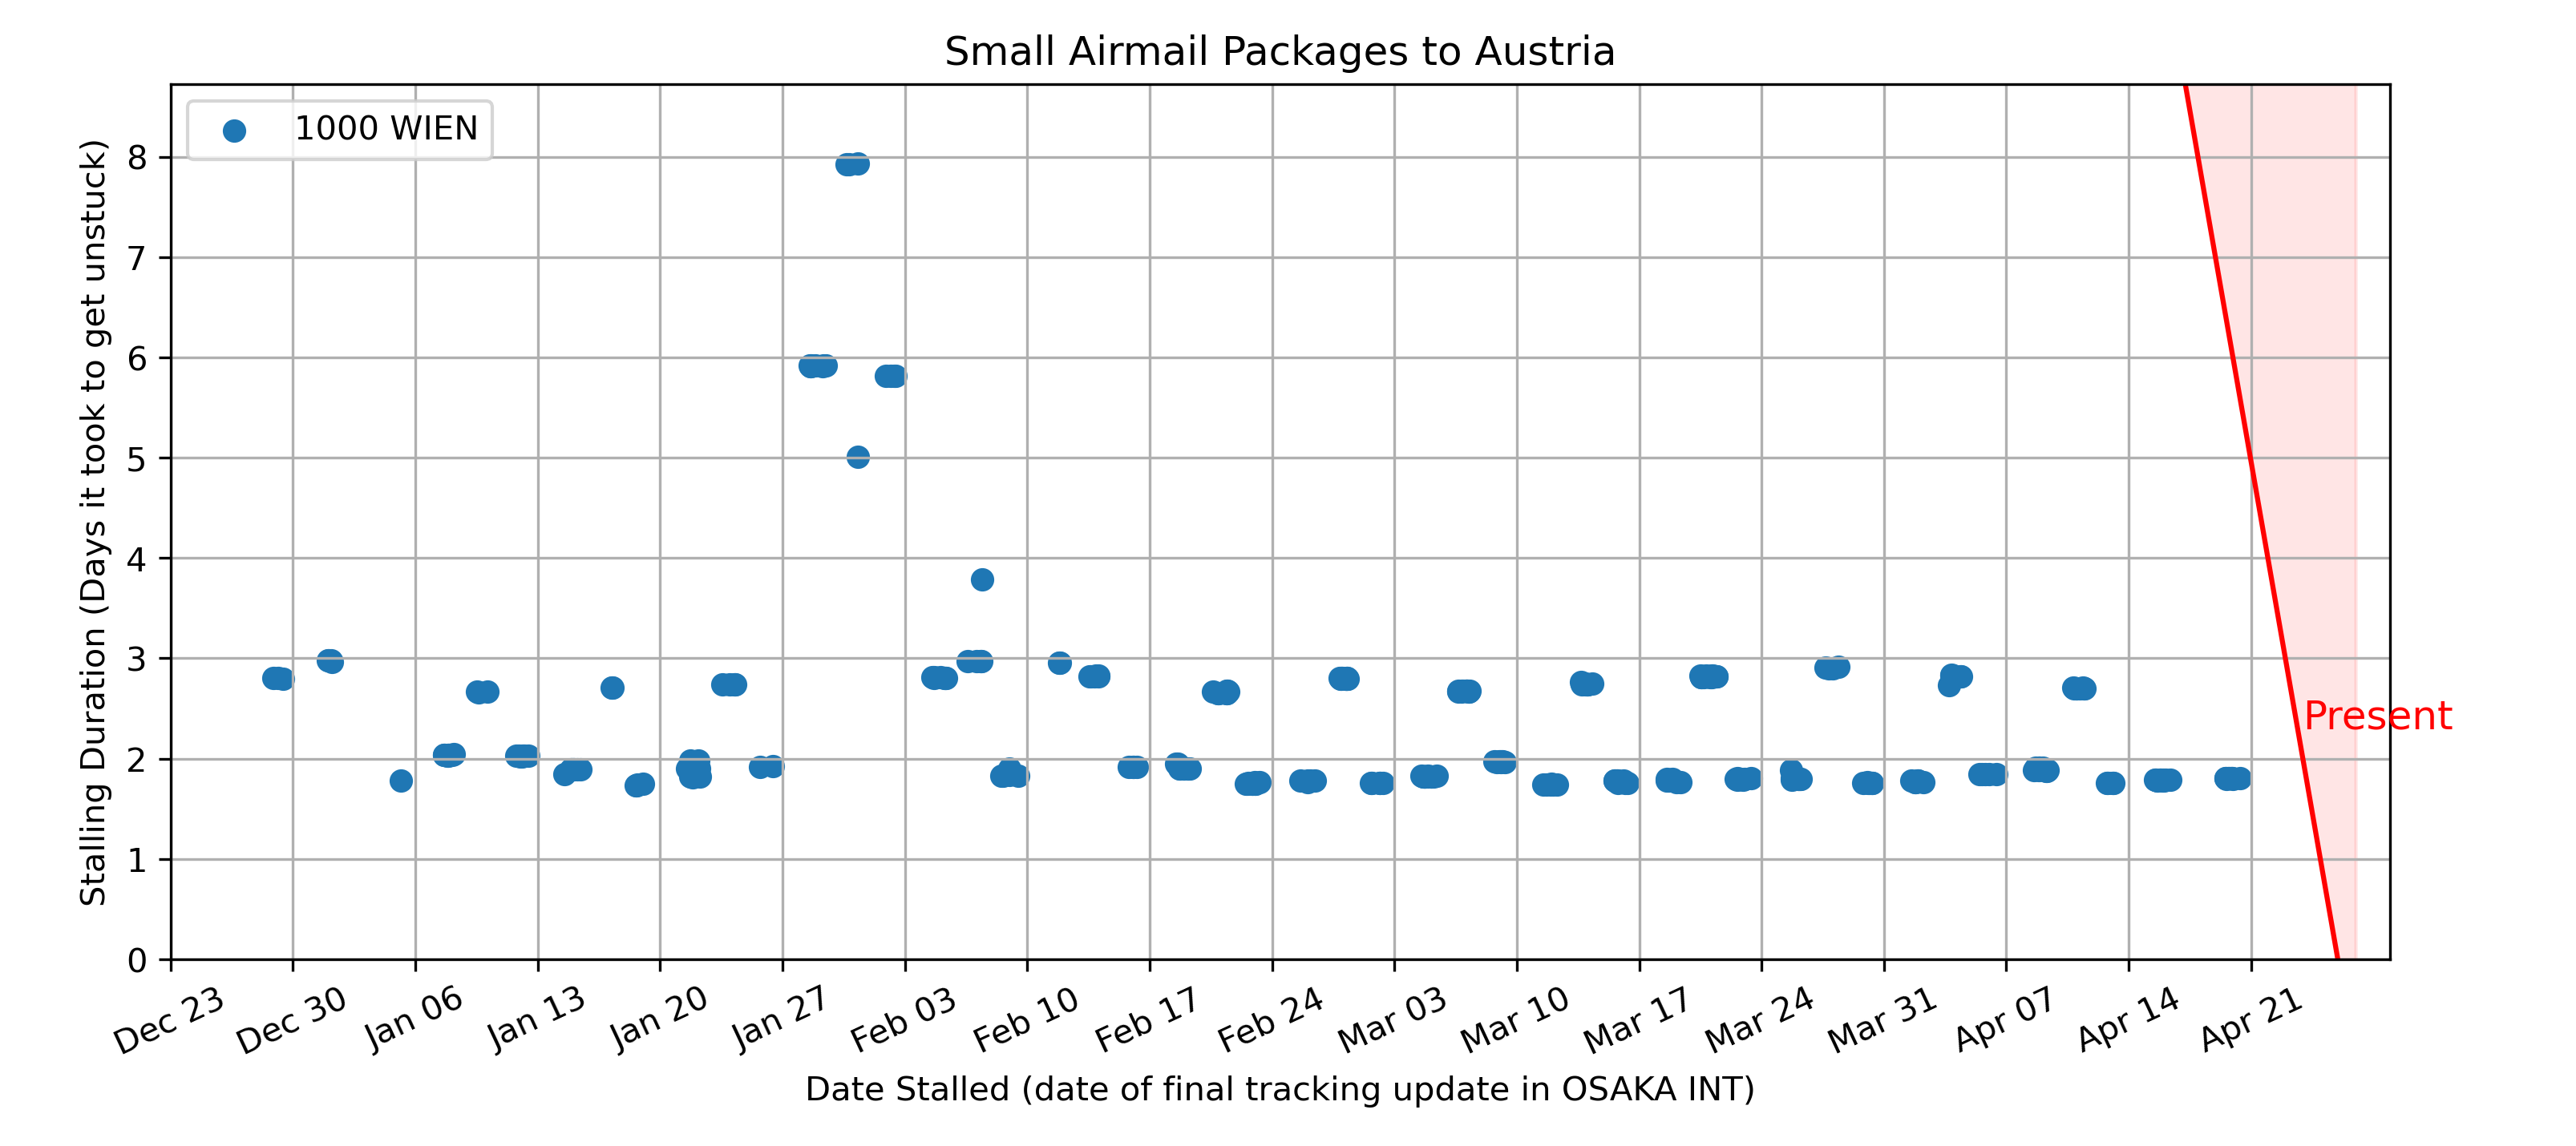 Small Airmail Packages to Austria
1000 WIEN
Stalling Duration (Days it took to get unstuck)
8
7
6
5
4
3
2
1
0
Present
Dec 23
Dec 30
Jan 06
Jan 13
Jan 20
Jan 27
Feb 03
Feb 10
Feb 17
Feb 24
Mar 03
Mar 10
Mar 17
Mar 24
Mar 31
Apr 07
Apr 14
Apr 21
Date Stalled (date of final tracking update in OSAKA INT)